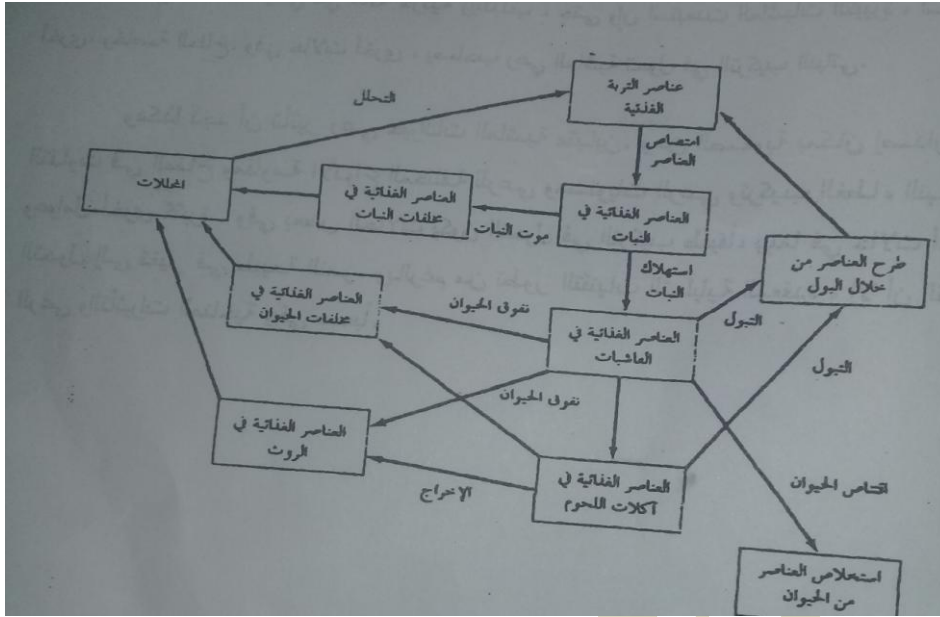 عناصر التربة
الغذئية
التحلل
امتصاص
العناصر
المحللات
العناصر الغذائية في
مخلفات النبات
موت النبات
العناصر الغذائية في
النبات
طرح العناصر من
خلال البول
استهلاك
النبات
العناصر الغذائية في
مخلفات الحيوان
نفوق الحيوان
العناصر الغذائية في
العاشبات
التبول
التبول
نفوق الحيوان
العناصر الغذائية في
الروث
الاخراج
العناصر الغذائية في
آكلات اللحوم
اقتناص الحيوان
استخلاص العناصر
من الحيوان